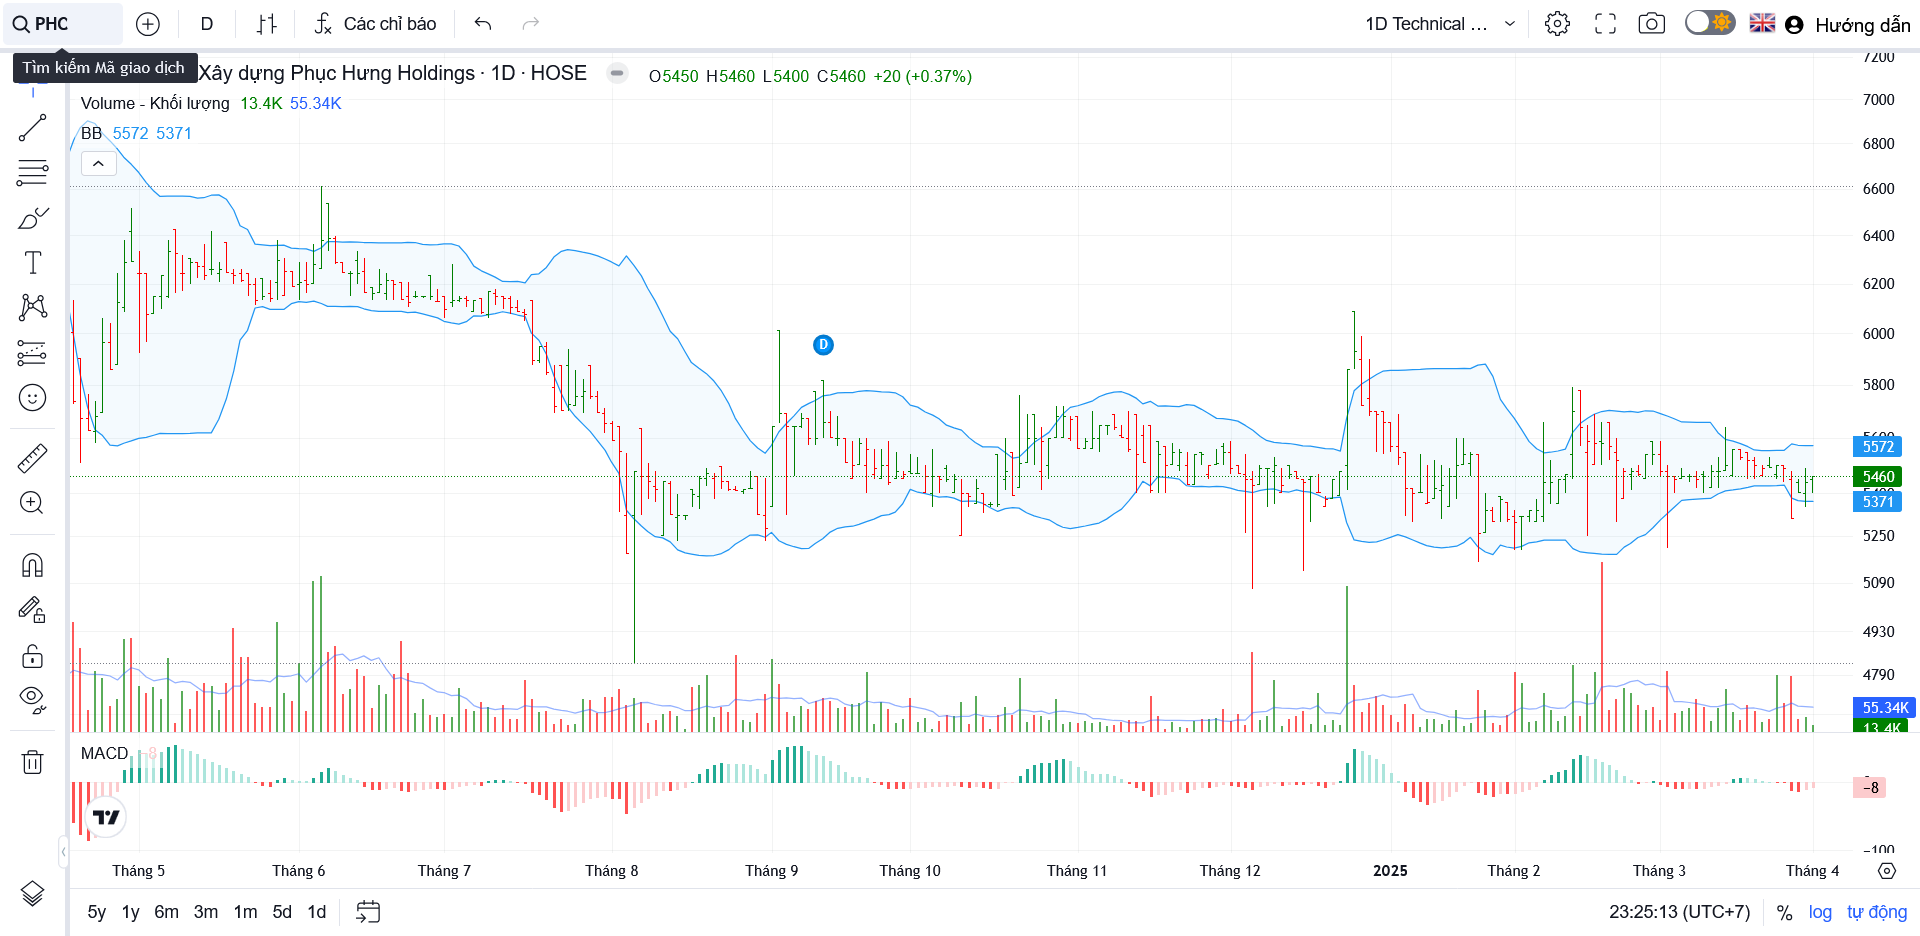 PHC
D
Các chỉ báo
1D Technical ...
Hướng dẫn
Tìm kiếm Mã giao dịch
Xây dựng Phục Hưng Holdings · 1D · HOSE
O5450 H5460 L5400 C5460 +20 (+0.37%)
Volume - Khối lượng 13.4K 55.34K
BB 5572 5371
D
7200
7000
6800
6600
6400
6200
6000
5800
5572
5460
5371
5250
5090
4930
4790
55.34K
13.4K
MACD -8
−8
−100
Tháng 5
Tháng 6
Tháng 7
Tháng 8
Tháng 9
Tháng 10
Tháng 11
Tháng 12
2025
Tháng 2
Tháng 3
Tháng 4
5y 1y 6m 3m 1m 5d 1d
23:25:13 (UTC+7)
% log tự động